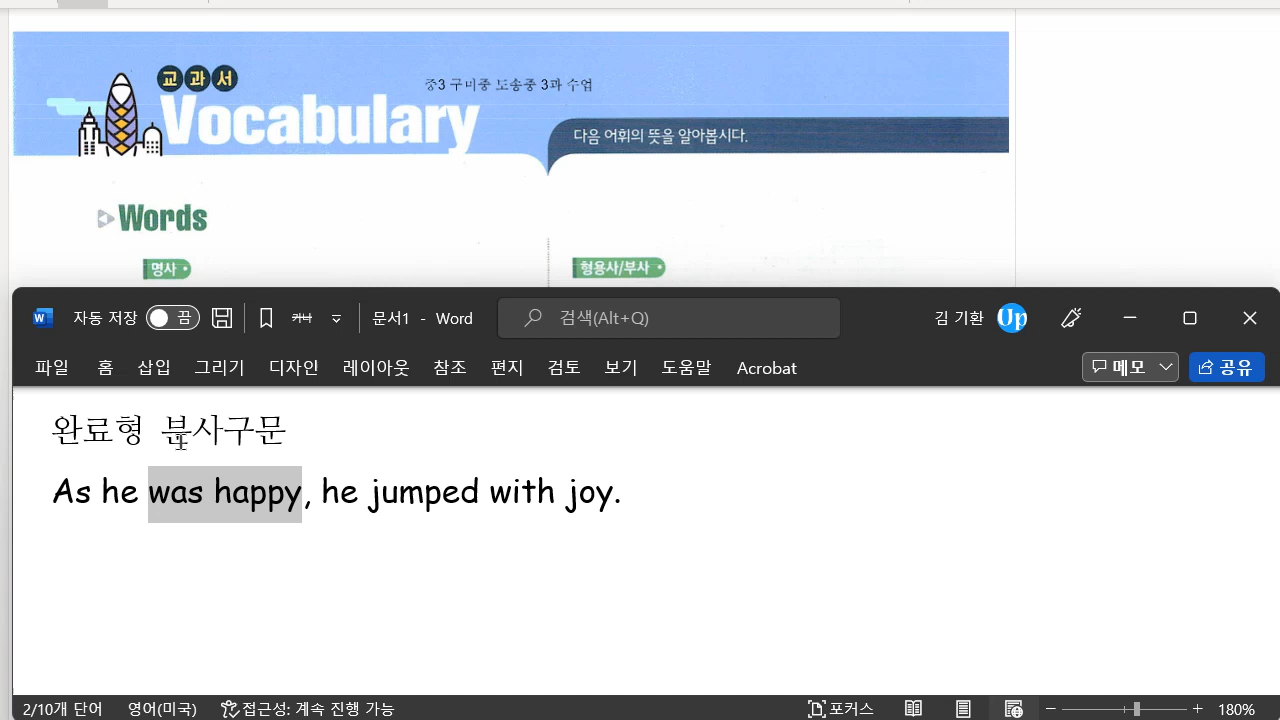 교과서
중3 구미중 도송중 3과 수업
Vocabulary
다음 어휘의 뜻을 알아봅시다.
Words
명사
형용사/부사
자동 저장 끔
문서1 - Word
검색(Alt+Q)
김 기환
Up
파일 홈 삽입 그리기 디자인 레이아웃 참조 편지 검토 보기 도움말 Acrobat
메모 공유
완료형 분사구문
As he was happy, he jumped with joy.
2/10개 단어 영어(미국) 접근성: 계속 진행 가능 포커스 180%